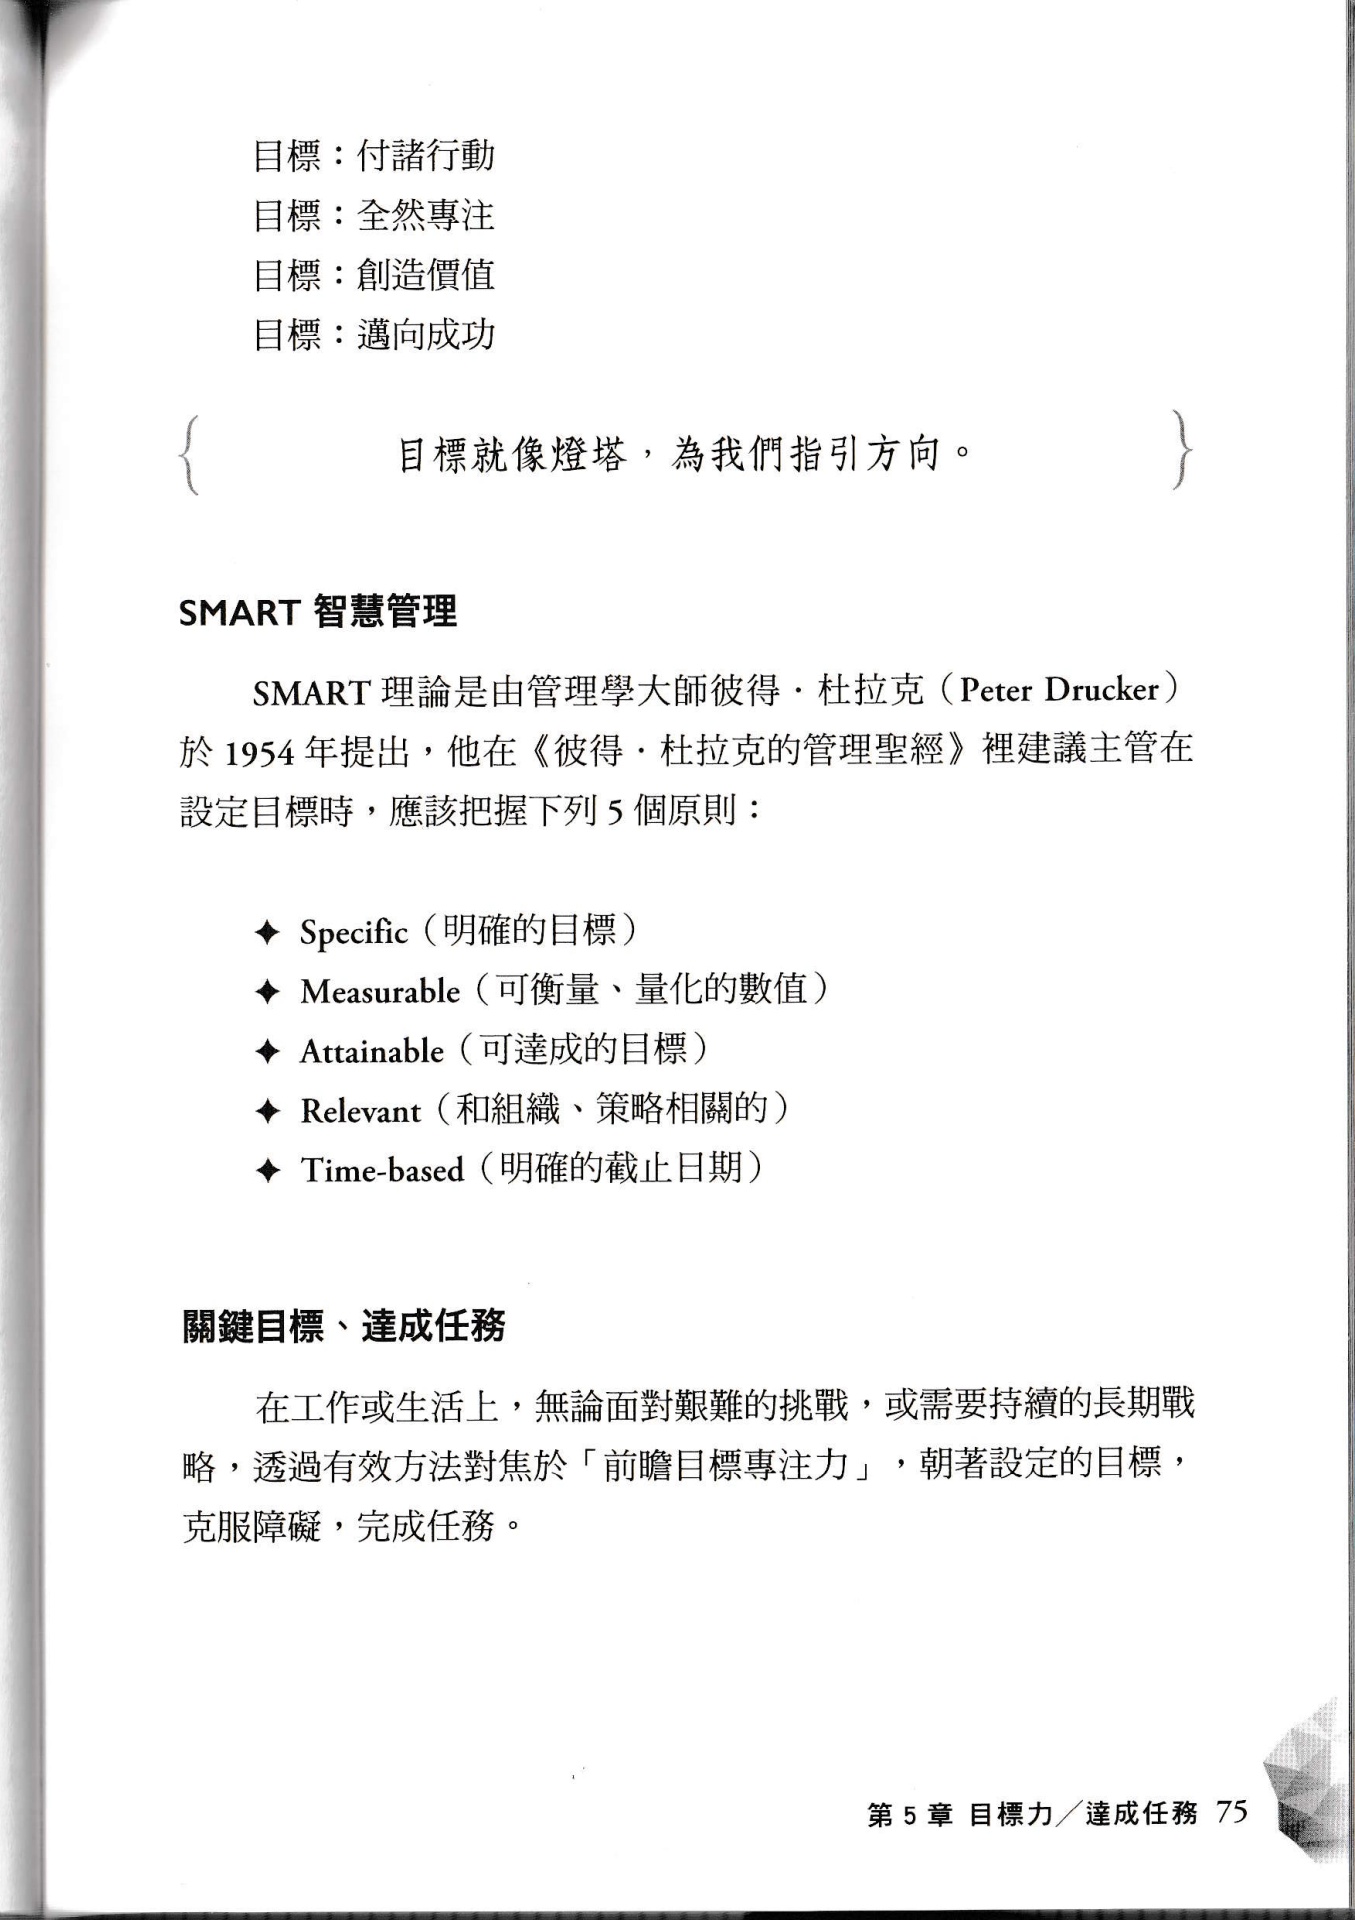 目標：付諸行動
目標：全然專注
目標：創造價值
目標：邁向成功
{ 目標就像燈塔，為我們指引方向。 }
SMART 智慧管理
SMART 理論是由管理學大師彼得．杜拉克（Peter Drucker）
於 1954 年提出，他在《彼得．杜拉克的管理聖經》裡建議主管在
設定目標時，應該把握下列 5 個原則：
✦ Specific（明確的目標）
✦ Measurable（可衡量、量化的數值）
✦ Attainable（可達成的目標）
✦ Relevant（和組織、策略相關的）
✦ Time-based（明確的截止日期）
關鍵目標、達成任務
在工作或生活上，無論面對艱難的挑戰，或需要持續的長期戰
略，透過有效方法對焦於「前瞻目標專注力」，朝著設定的目標，
克服障礙，完成任務。
第 5 章 目標力／達成任務 75